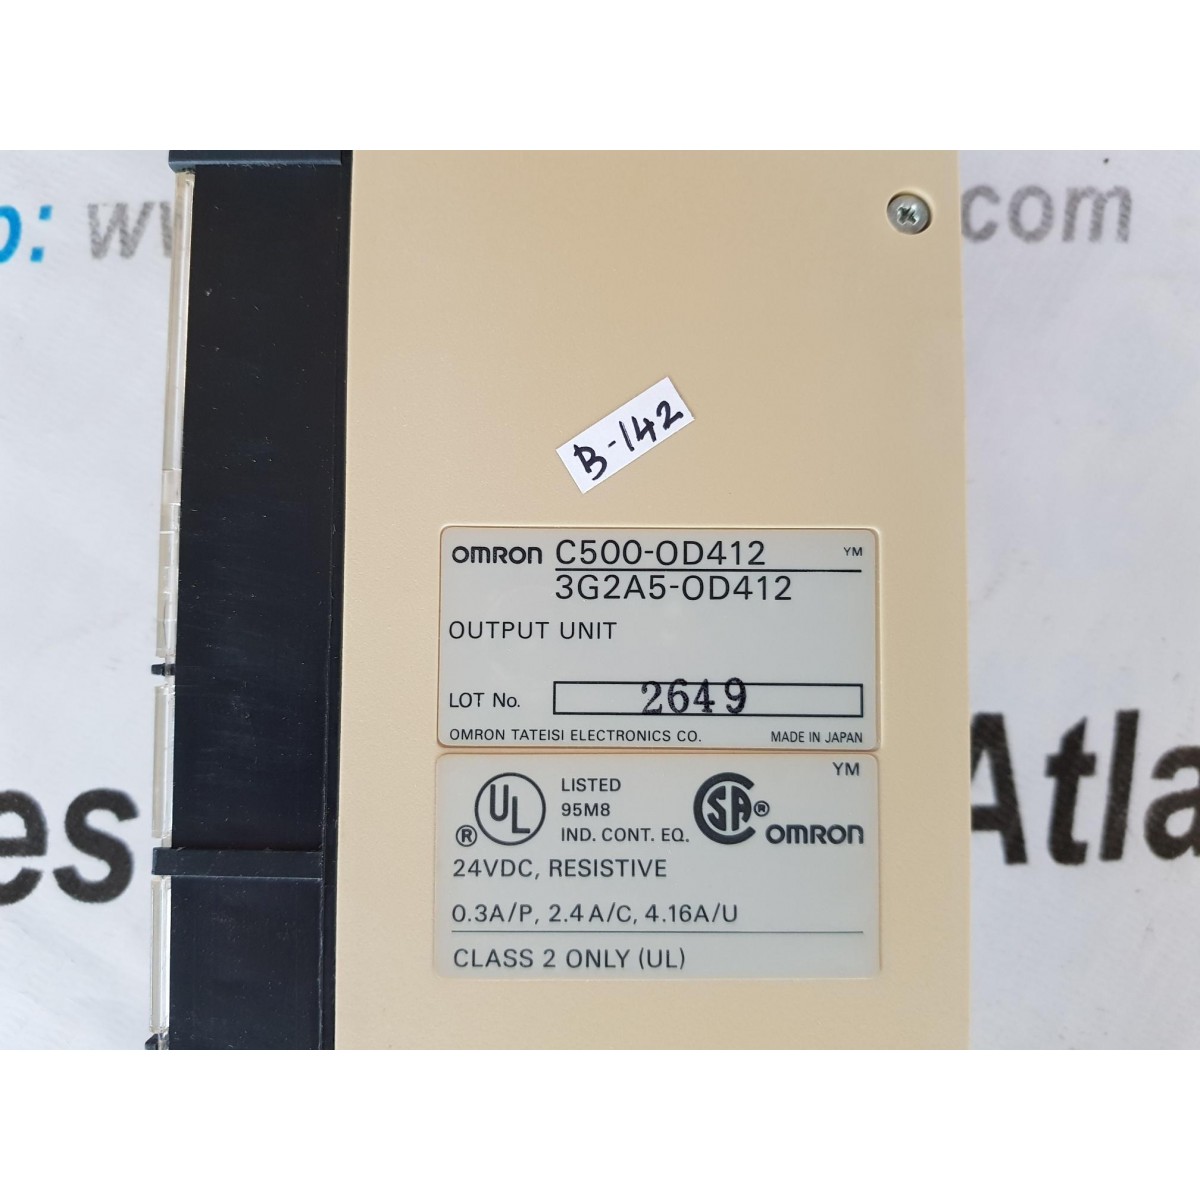 .com
B-142
OMRON C500-OD412 YM
3G2A5-OD412
OUTPUT UNIT
LOT No. 2649
OMRON TATEISI ELECTRONICS CO. MADE IN JAPAN
YM
UL ® LISTED
95M8
IND. CONT. EQ.
SA ® OMRON
24VDC, RESISTIVE
0.3A/P, 2.4A/C, 4.16A/U
CLASS 2 ONLY (UL)
es
Atla